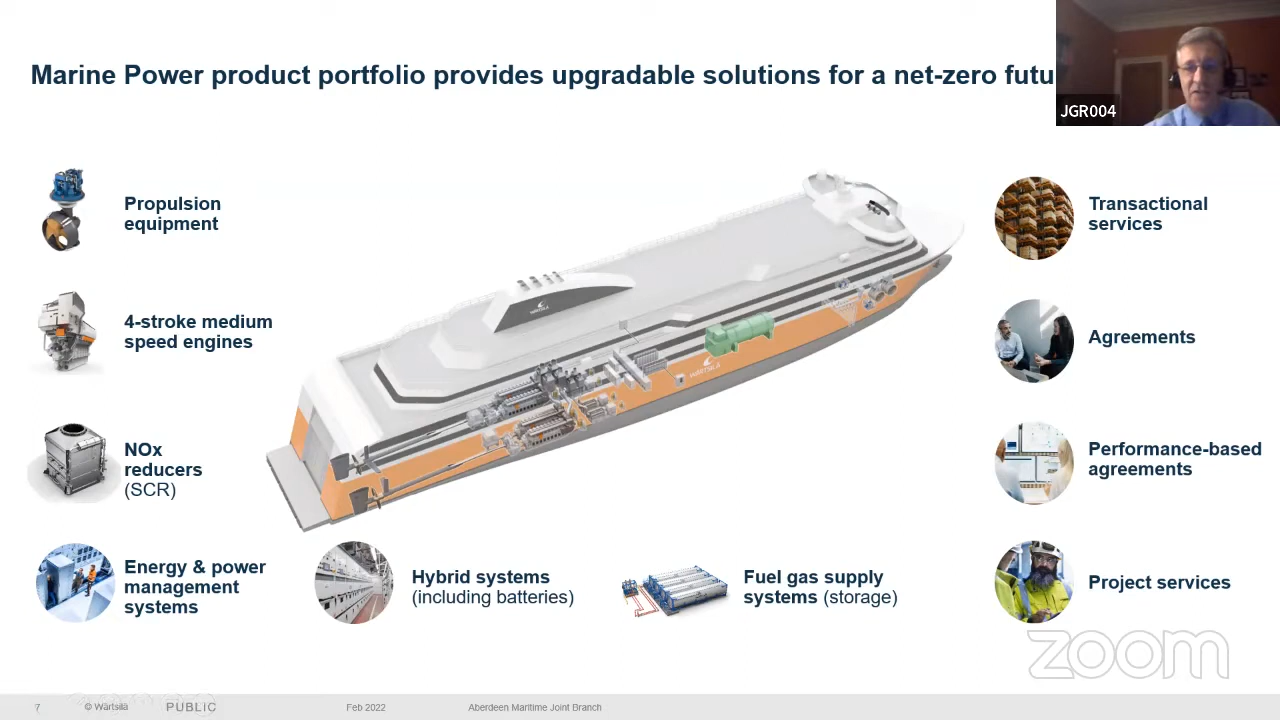 Marine Power product portfolio provides upgradable solutions for a net-zero futu
JGR004
Propulsion
equipment
4-stroke medium
speed engines
NOx
reducers
(SCR)
Energy & power
management
systems
Hybrid systems
(including batteries)
Fuel gas supply
systems (storage)
Transactional
services
Agreements
Performance-based
agreements
Project services
WÄRTSILÄ
WÄRTSILÄ
zoom
7
© Wärtsilä
PUBLIC
Feb 2022
Aberdeen Maritime Joint Branch